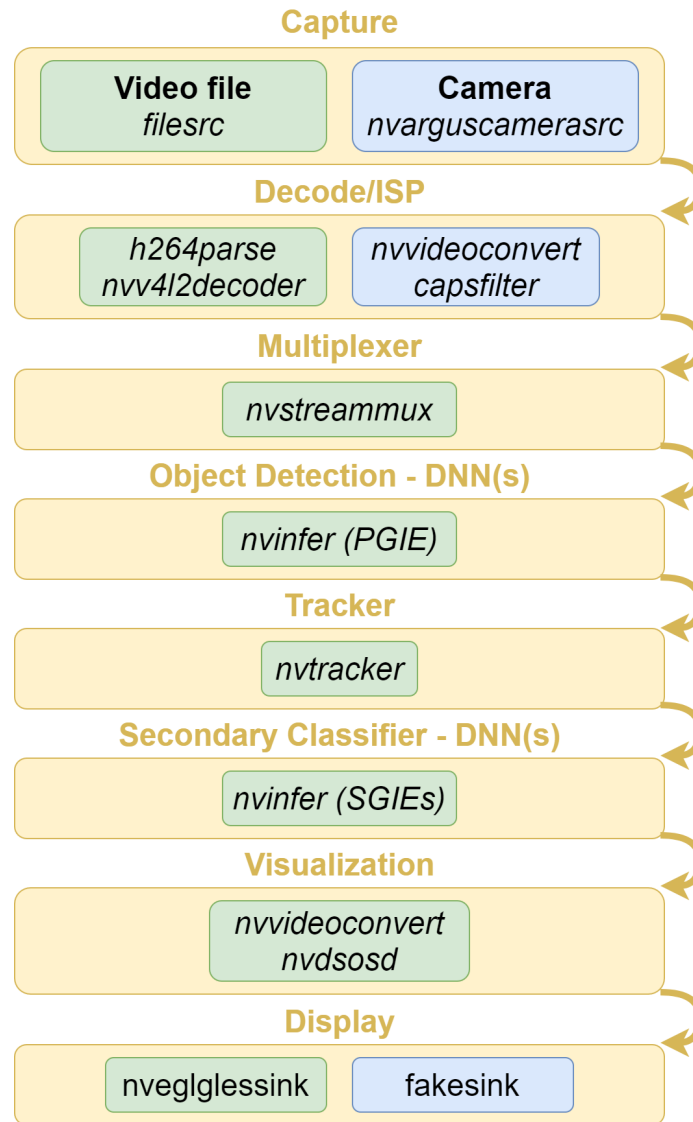 Capture
Video file
filesrc
Camera
nvarguscamerasrc
Decode/ISP
h264parse
nvv4l2decoder
nvvideoconvert
capsfilter
Multiplexer
nvstreammux
Object Detection - DNN(s)
nvinfer (PGIE)
Tracker
nvtracker
Secondary Classifier - DNN(s)
nvinfer (SGIEs)
Visualization
nvvideoconvert
nvdsosd
Display
nveglglessink
fakesink